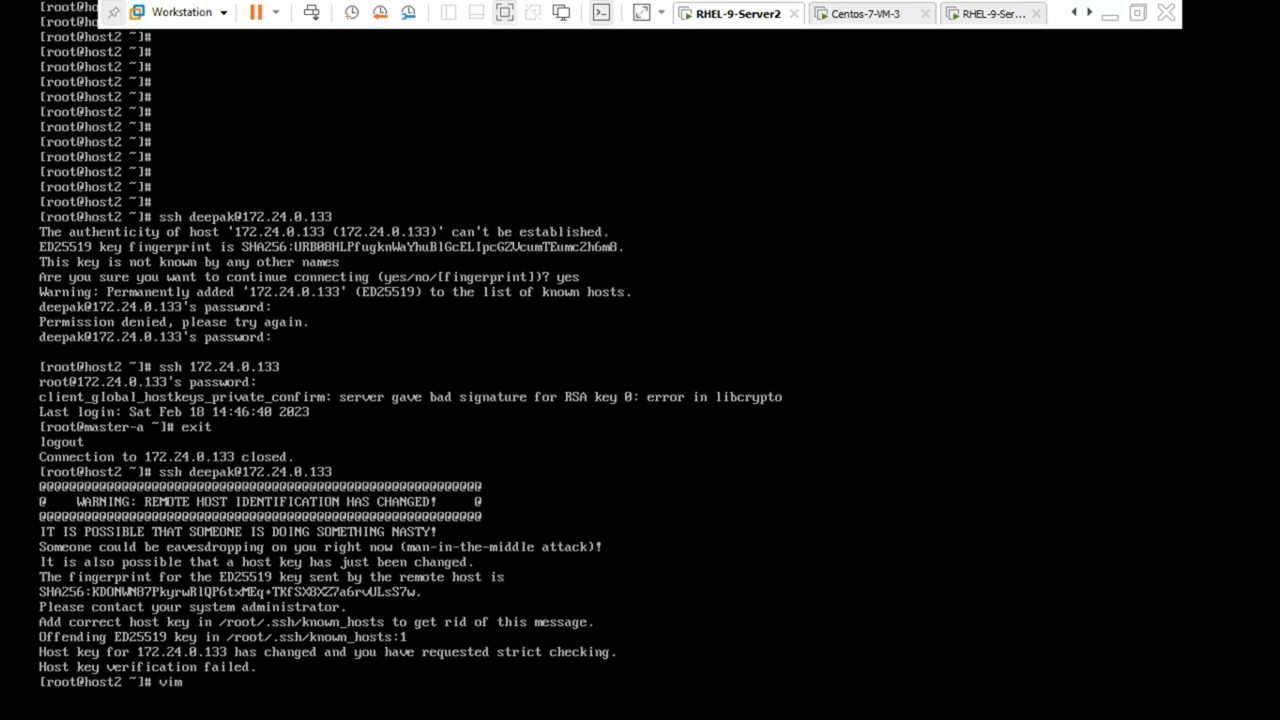 [root@host2 ~]#
Workstation
RHEL-9-Server2
Centos-7-VM-3
RHEL-9-Ser...
[root@host2 ~]#
[root@host2 ~]#
[root@host2 ~]#
[root@host2 ~]#
[root@host2 ~]#
[root@host2 ~]#
[root@host2 ~]#
[root@host2 ~]#
[root@host2 ~]#
[root@host2 ~]#
[root@host2 ~]#
[root@host2 ~]#
[root@host2 ~]#
[root@host2 ~]# ssh deepak@172.24.0.133
The authenticity of host '172.24.0.133 (172.24.0.133)' can't be established.
ED25519 key fingerprint is SHA256:URB08HLPfugknWaYhuBlGcELIpcG2VcumTEumc2h6m8.
This key is not known by any other names
Are you sure you want to continue connecting (yes/no/[fingerprint])? yes
Warning: Permanently added '172.24.0.133' (ED25519) to the list of known hosts.
deepak@172.24.0.133's password:
Permission denied, please try again.
deepak@172.24.0.133's password:
[root@host2 ~]# ssh 172.24.0.133
root@172.24.0.133's password:
client_global_hostkeys_private_confirm: server gave bad signature for RSA key 0: error in libcrypto
Last login: Sat Feb 18 14:46:40 2023
[root@master-a ~]# exit
logout
Connection to 172.24.0.133 closed.
[root@host2 ~]# ssh deepak@172.24.0.133
@@@@@@@@@@@@@@@@@@@@@@@@@@@@@@@@@@@@@@@@@@@@@@@@@@@@@@@@@@@
@    WARNING: REMOTE HOST IDENTIFICATION HAS CHANGED!     @
@@@@@@@@@@@@@@@@@@@@@@@@@@@@@@@@@@@@@@@@@@@@@@@@@@@@@@@@@@@
IT IS POSSIBLE THAT SOMEONE IS DOING SOMETHING NASTY!
Someone could be eavesdropping on you right now (man-in-the-middle attack)!
It is also possible that a host key has just been changed.
The fingerprint for the ED25519 key sent by the remote host is
SHA256:KDONWN87PkyrwRlQP6txMEq+TKfSX8XZ7a6rvULsS7w.
Please contact your system administrator.
Add correct host key in /root/.ssh/known_hosts to get rid of this message.
Offending ED25519 key in /root/.ssh/known_hosts:1
Host key for 172.24.0.133 has changed and you have requested strict checking.
Host key verification failed.
[root@host2 ~]# vim